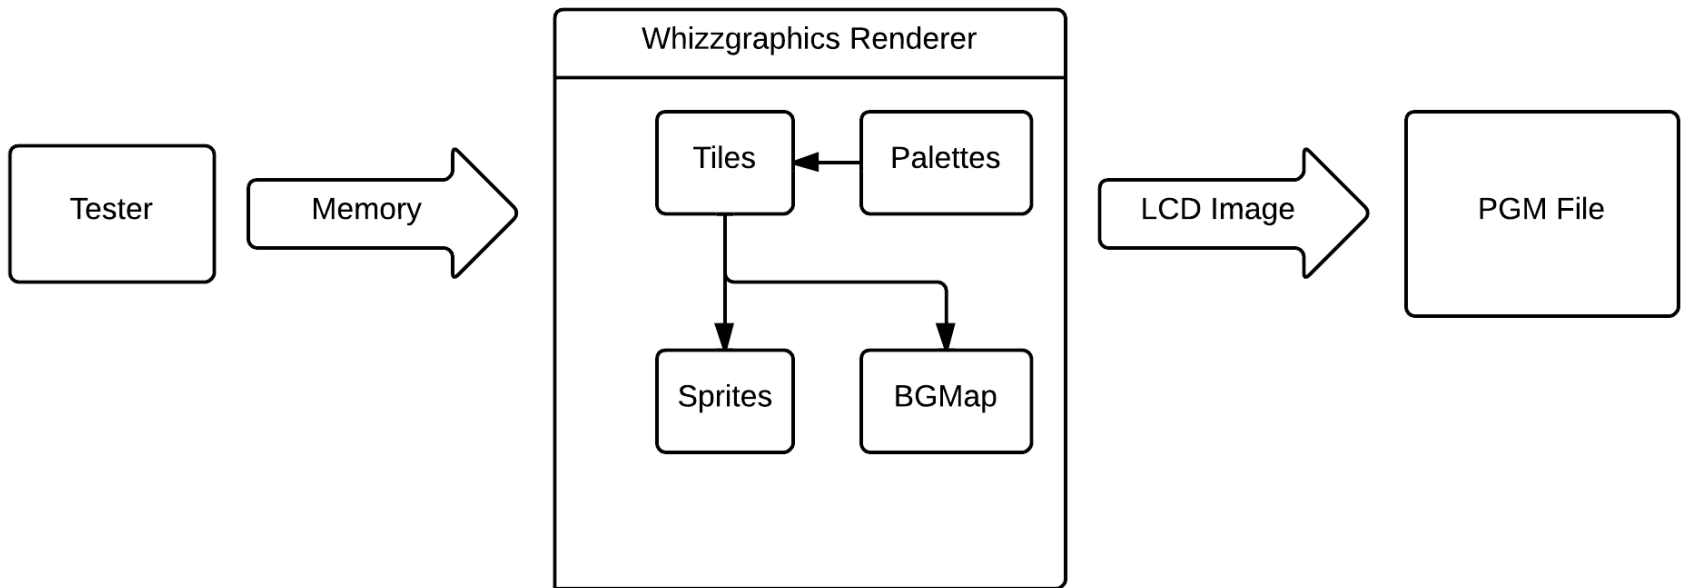 Whizzgraphics Renderer
Tiles
Palettes
Tester
Memory
LCD Image
PGM File
Sprites
BGMap